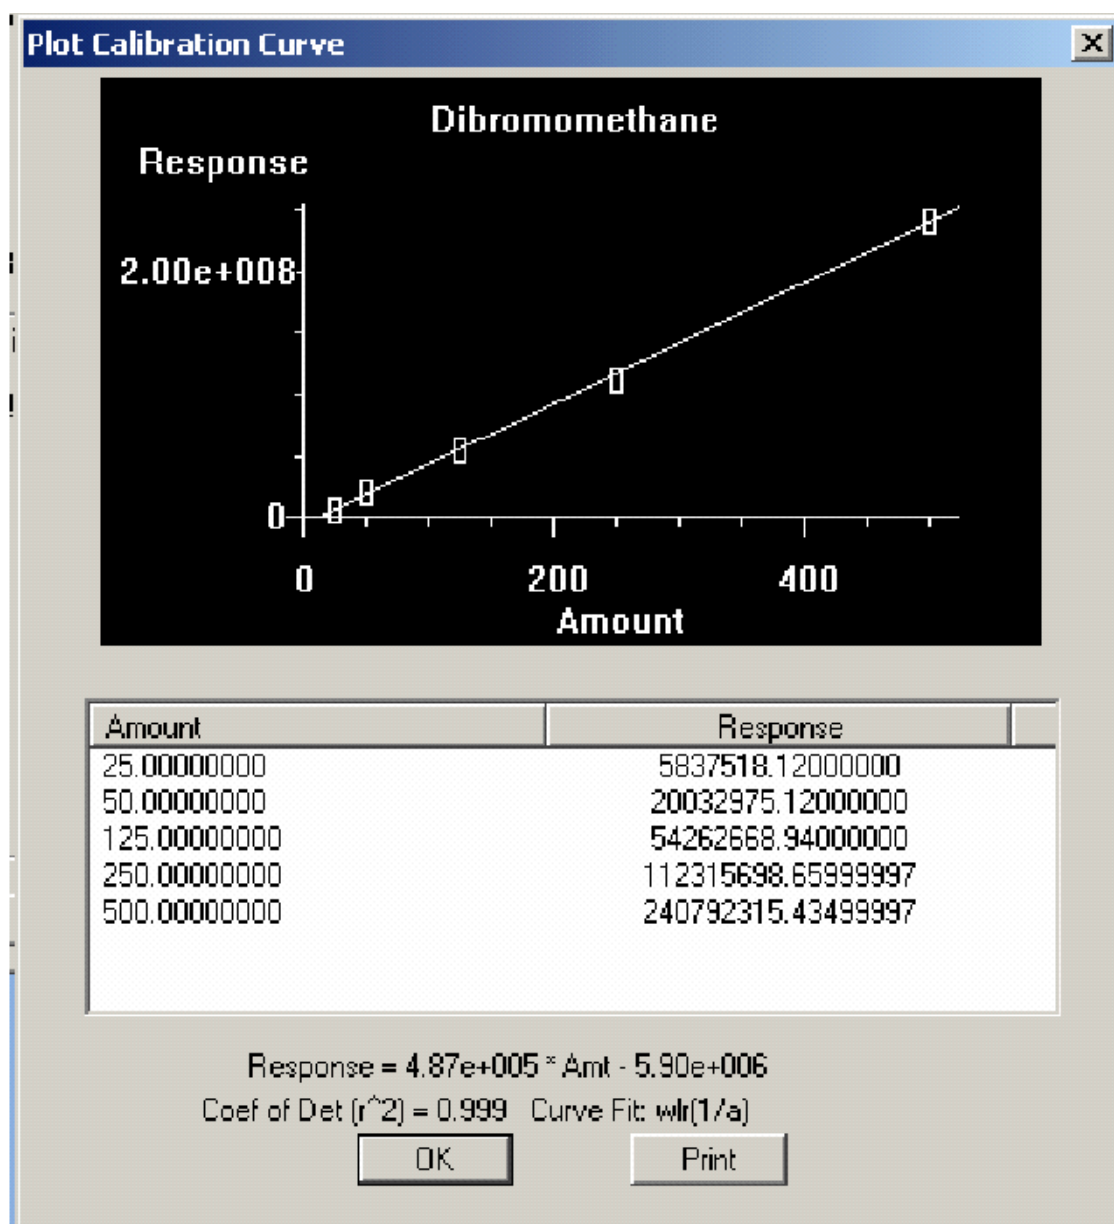 Plot Calibration Curve
Dibromomethane
Response
2.00e+008
0
0 200 400
Amount
Amount Response
25.00000000 5837518.12000000
50.00000000 20032975.12000000
125.00000000 54262668.94000000
250.00000000 112315698.65999997
500.00000000 240792315.43499997
Response = 4.87e+005 * Amt - 5.90e+006
Coef of Det (r^2) = 0.999 Curve Fit: wlr(1/a)
OK Print